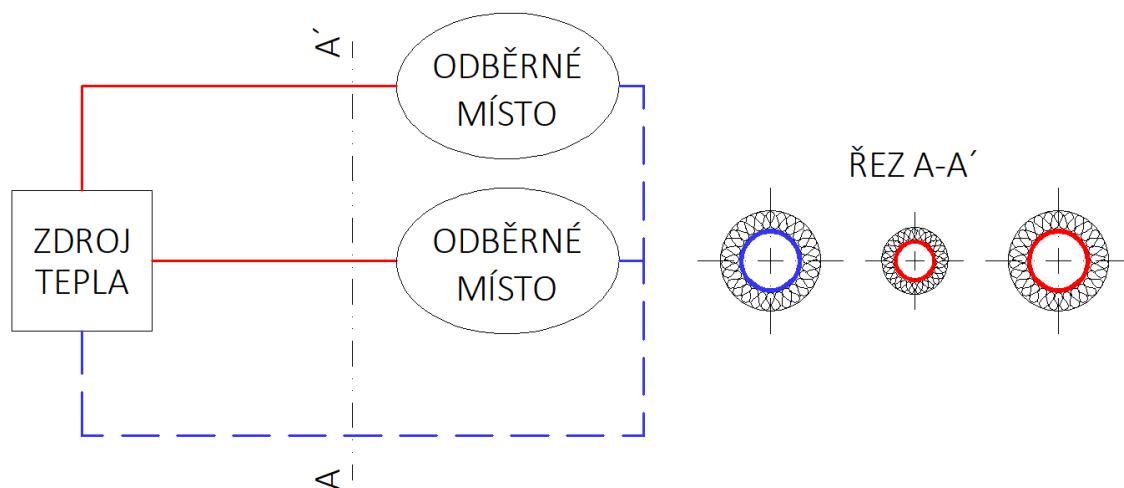 A´
ODBĚRNÉ
MÍSTO
ZDROJ
TEPLA
ODBĚRNÉ
MÍSTO
A
ŘEZ A-A´